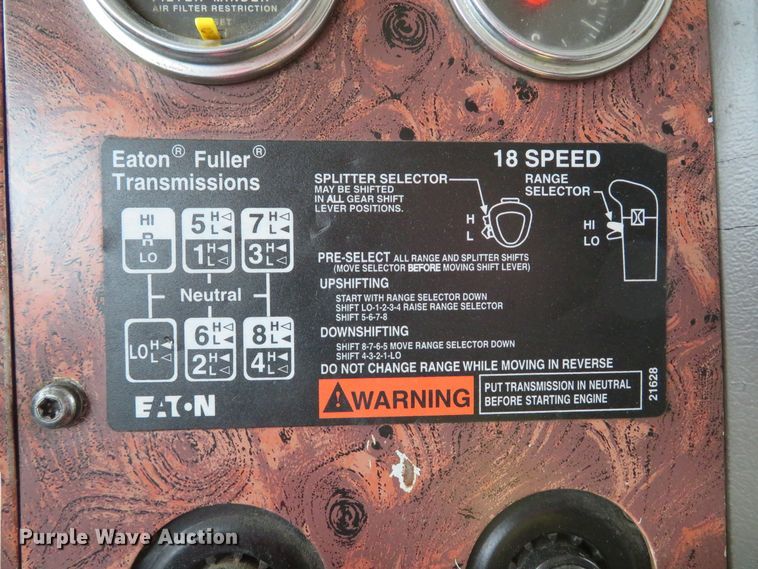 FILTER MINDER
AIR FILTER RESTRICTION
Eaton® Fuller®
Transmissions
18 SPEED
SPLITTER SELECTOR
MAY BE SHIFTED
IN ALL GEAR SHIFT
LEVER POSITIONS.
H
L
RANGE
SELECTOR
HI
LO
HI
R
LO
5 H
L
1
7 H
L
3
Neutral
LO H
L
6 H
L
2
8 H
L
4
PRE-SELECT ALL RANGE AND SPLITTER SHIFTS
(MOVE SELECTOR BEFORE MOVING SHIFT LEVER)
UPSHIFTING
START WITH RANGE SELECTOR DOWN
SHIFT LO-1-2-3-4 RAISE RANGE SELECTOR
SHIFT 5-6-7-8
DOWNSHIFTING
SHIFT 8-7-6-5 MOVE RANGE SELECTOR DOWN
SHIFT 4-3-2-1-LO
DO NOT CHANGE RANGE WHILE MOVING IN REVERSE
WARNING
PUT TRANSMISSION IN NEUTRAL
BEFORE STARTING ENGINE
21628
EATON
Purple Wave Auction